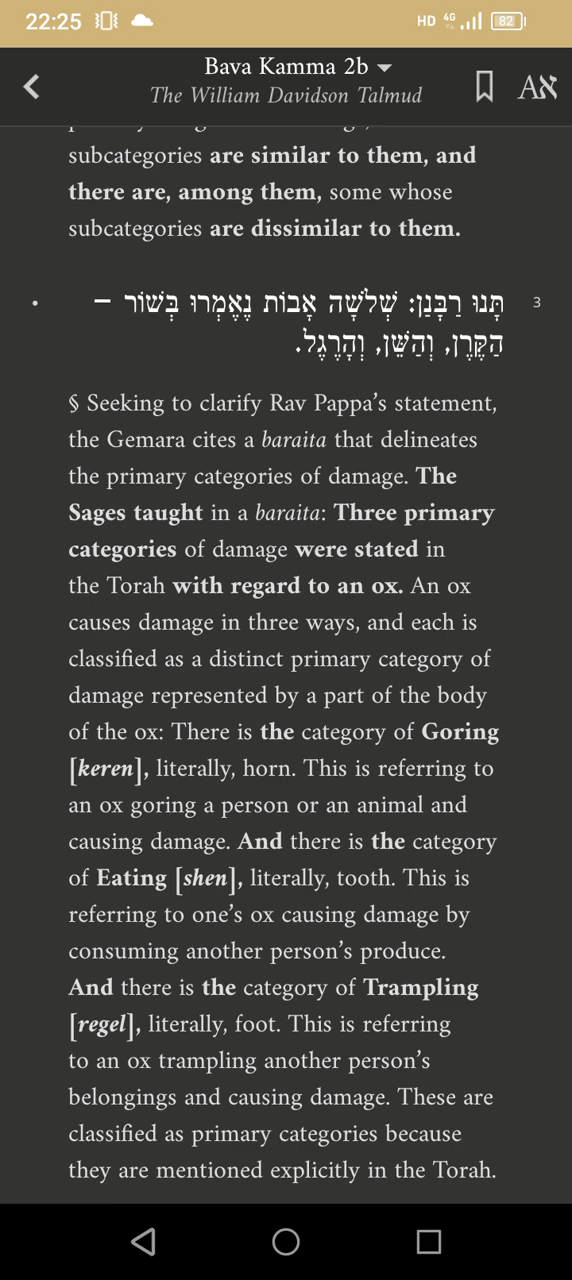 22:25
HD 4G 82
Bava Kamma 2b
The William Davidson Talmud
Aא
subcategories are similar to them, and
there are, among them, some whose
subcategories are dissimilar to them.
תָּנוּ רַבָּנַן: שְׁלֹשָׁה אָבוֹת נֶאֶמְרוּ בְּשׁוֹר –
3
הַקֶּרֶן, וְהַשֵּׁן, וְהָרֶגֶל.
§ Seeking to clarify Rav Pappa’s statement,
the Gemara cites a baraita that delineates
the primary categories of damage. The
Sages taught in a baraita: Three primary
categories of damage were stated in
the Torah with regard to an ox. An ox
causes damage in three ways, and each is
classified as a distinct primary category of
damage represented by a part of the body
of the ox: There is the category of Goring
[keren], literally, horn. This is referring to
an ox goring a person or an animal and
causing damage. And there is the category
of Eating [shen], literally, tooth. This is
referring to one’s ox causing damage by
consuming another person’s produce.
And there is the category of Trampling
[regel], literally, foot. This is referring
to an ox trampling another person’s
belongings and causing damage. These are
classified as primary categories because
they are mentioned explicitly in the Torah.